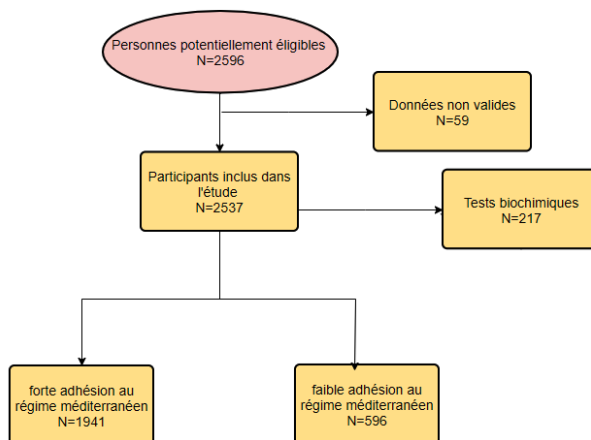 Personnes potentiellement éligibles
N=2596
Données non valides
N=59
Participants inclus dans
l'étude
N=2537
Tests biochimiques
N=217
forte adhésion au
régime méditerranéen
N=1941
faible adhésion au
régime méditerranéen
N=596